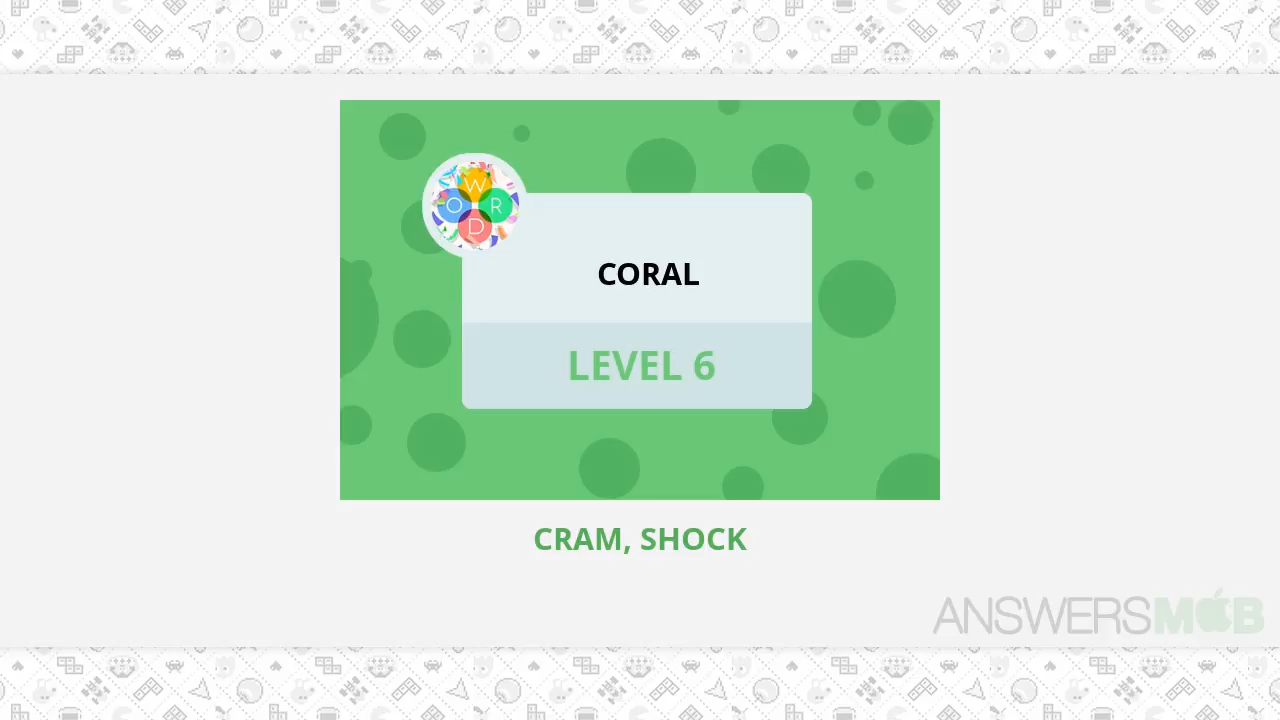 W
O R
D
CORAL
LEVEL 6
CRAM, SHOCK
ANSWERSMOB